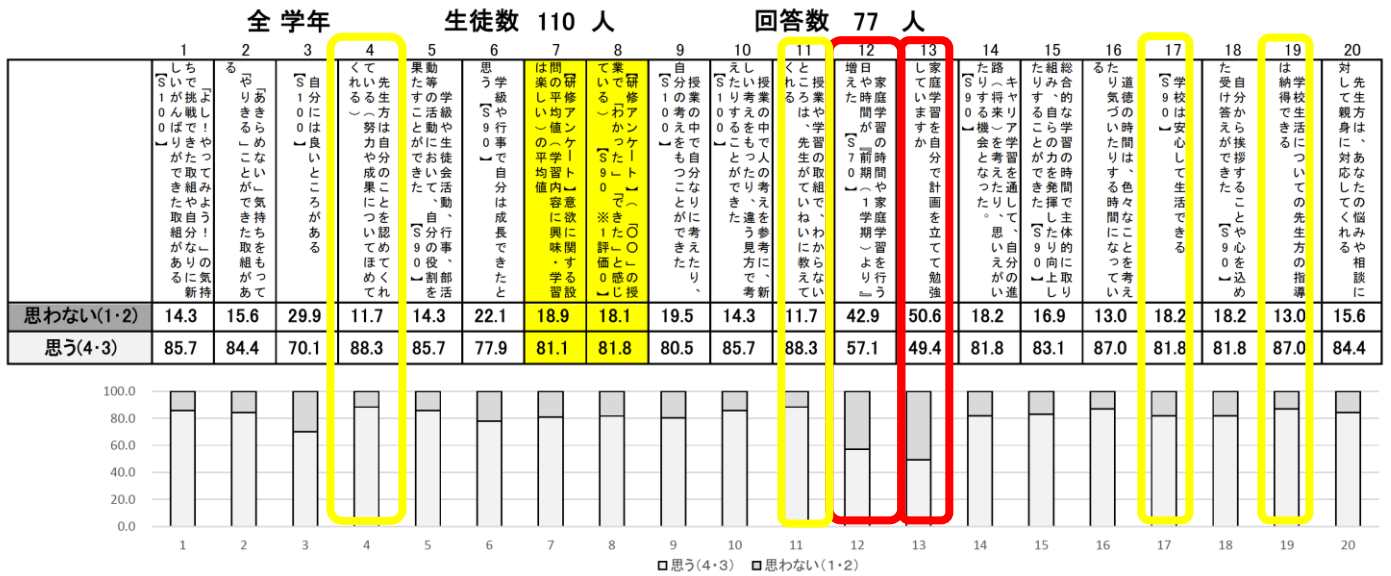 全 学年 生徒数 110 人 回答数 77 人
1 2 3 4 5 6 7 8 9 10 11 12 13 14 15 16 17 18 19 20
「よし!やってみよう!」の気持
ちで挑戦できた取組や自分なりに新
しいがんばりができた取組がある
【S100】
「あきらめない」気持ちをもって
「やりきる」ことができた取組があ
る
自分には良いところがある
【S100】
先生方は自分のことを認めてくれ
ている(努力や成果についてほめて
くれる)
学級や生徒会活動、行事、部活
動等の活動において、自分の役割を
果たすことができた 【S90】
学級や行事で自分は成長できたと
思う 【S90】
【研修アンケート】意欲に関する設
問の平均値(学習内容に興味・学習
は楽しい)の平均値
【研修アンケート】(「〇〇」の授
業で「わかった」「できた」と感じ
ている) 【S90 ※1評価0】
授業の中で自分なりに考えたり、
自分の考えをもつことができた
【S100】
授業の中で人の考えを参考に、新
しい考えをもったり、違う見方で考
えたりすることができた
【S100】
授業や学習の取組で、わからない
ところは、先生がていねいに教えて
くれる
家庭学習の時間や家庭学習を行う
日や時間が『前期(1学期)より』
増えた 【S70】
家庭学習を自分で計画を立てて勉強
していますか
キャリア学習を通して、自分の進
路(将来)を考えたり、思いえがい
たりする機会となった。
【S90】
総合的な学習の時間で主体的に取り
組み、自らの力を発揮したり向上し
たりすることができた【S90】
道徳の時間は、色々なことを考え
たり気づいたりする時間になってい
る
学校は安心して生活できる
【S90】
自分から挨拶することや心を込め
た受け答えができた 【S90】
学校生活についての先生方の指導
は納得できる
先生方は、あなたの悩みや相談に
対して親身に対応してくれる
思わない(1・2) 14.3 15.6 29.9 11.7 14.3 22.1 18.9 18.1 19.5 14.3 11.7 42.9 50.6 18.2 16.9 13.0 18.2 18.2 13.0 15.6
思う(4・3) 85.7 84.4 70.1 88.3 85.7 77.9 81.1 81.8 80.5 85.7 88.3 57.1 49.4 81.8 83.1 87.0 81.8 81.8 87.0 84.4
100.0
80.0
60.0
40.0
20.0
0.0
1 2 3 4 5 6 7 8 9 10 11 12 13 14 15 16 17 18 19 20
思う(4・3) 思わない(1・2)